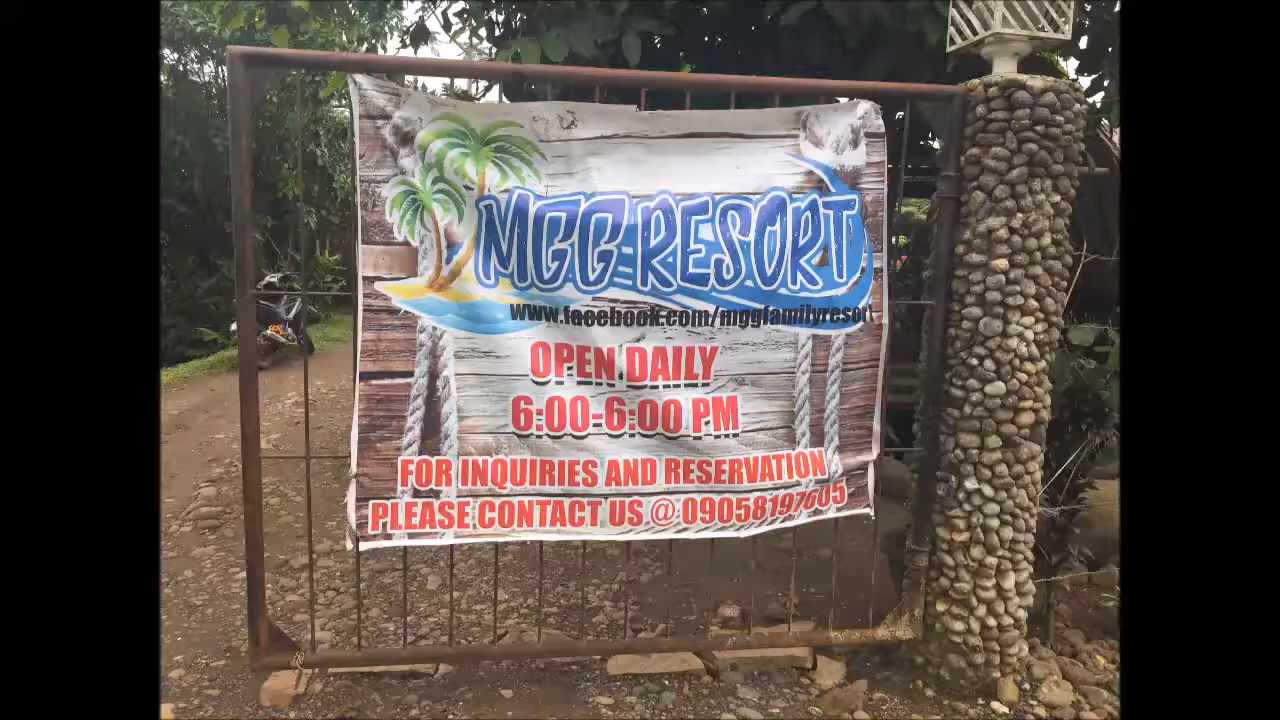 MGG RESORT
www.facebook.com/mggfamilyresort
OPEN DAILY
6:00-6:00 PM
FOR INQUIRIES AND RESERVATION
PLEASE CONTACT US @ 09058197605